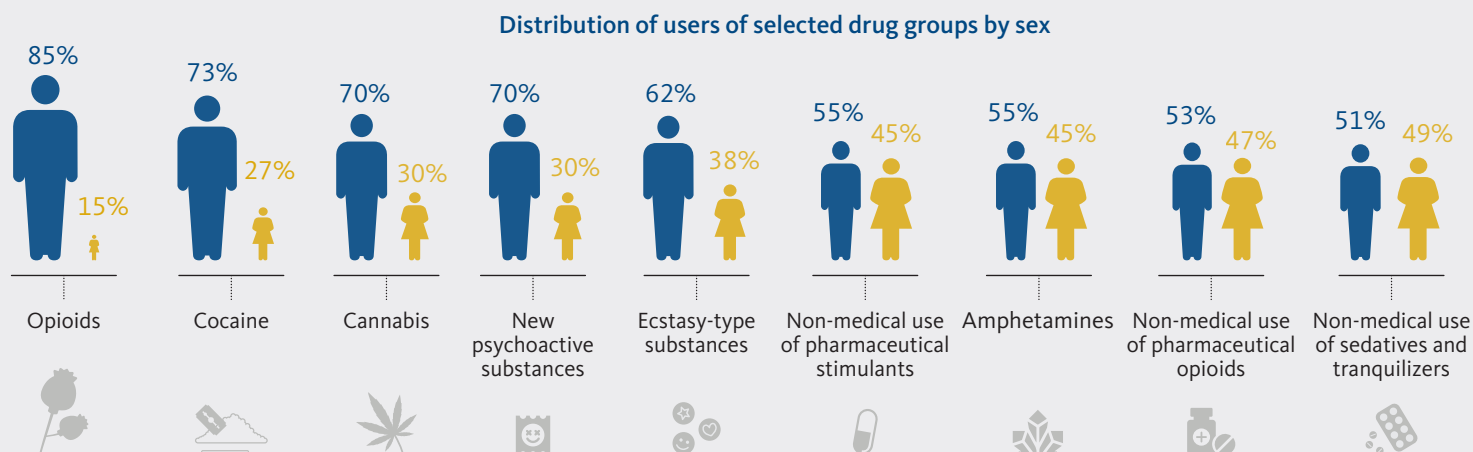 Distribution of users of selected drug groups by sex
85%
15%
73%
27%
70%
30%
70%
30%
62%
38%
55%
45%
55%
45%
53%
47%
51%
49%
Opioids
Cocaine
Cannabis
New
psychoactive
substances
Ecstasy-type
substances
Non-medical use
of pharmaceutical
stimulants
Amphetamines
Non-medical use
of pharmaceutical
opioids
Non-medical use
of sedatives and
tranquilizers